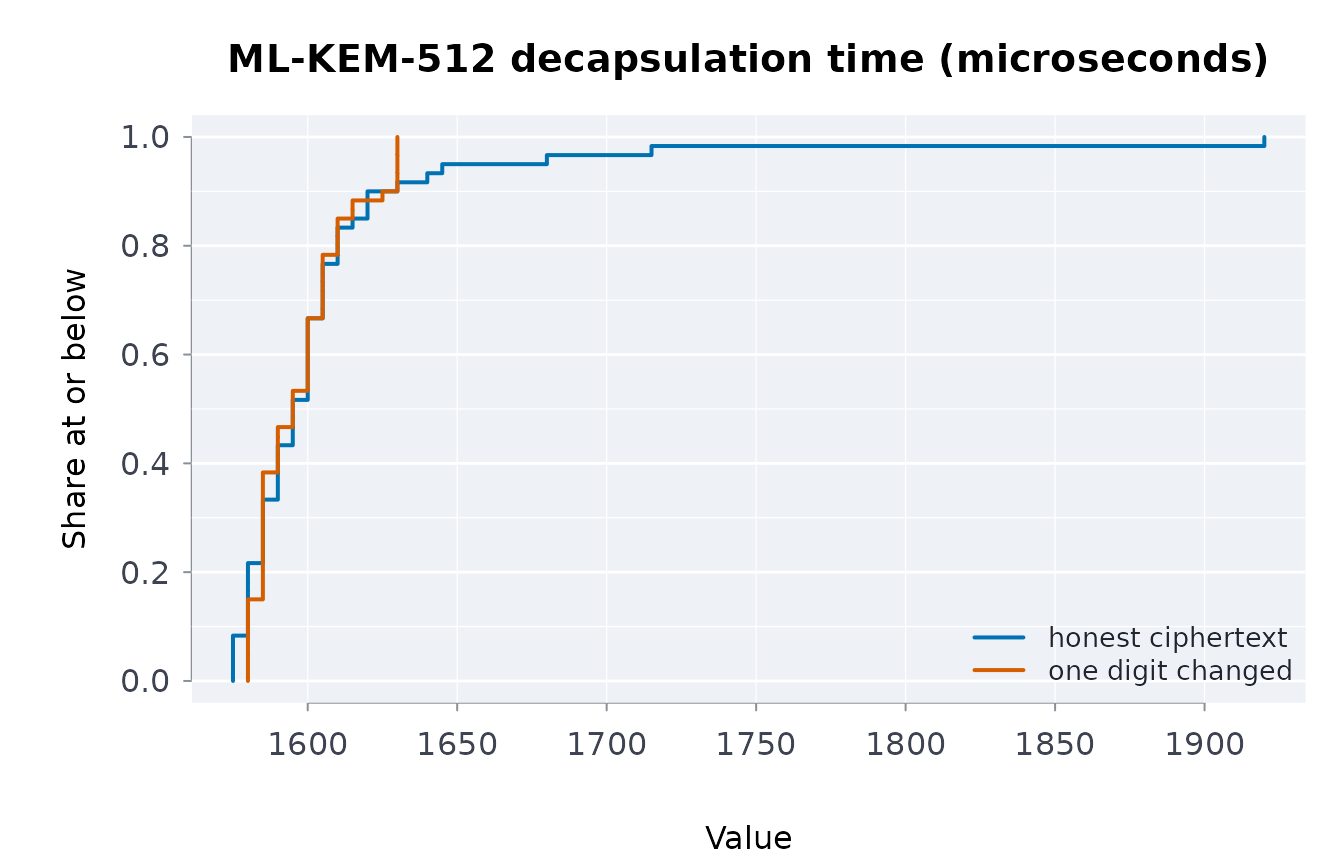 ML-KEM-512 decapsulation time (microseconds)
Share at or below
1.0
0.8
0.6
0.4
0.2
0.0
honest ciphertext
one digit changed
1600 1650 1700 1750 1800 1850 1900
Value